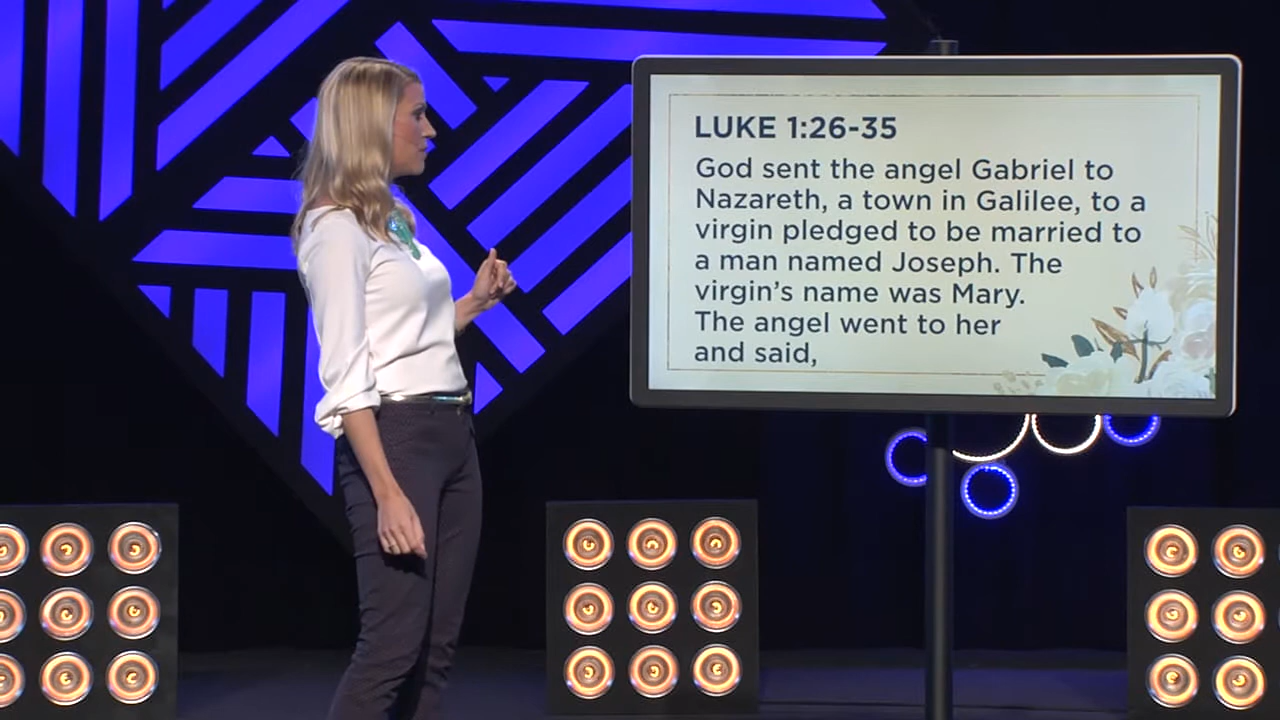 LUKE 1:26-35
God sent the angel Gabriel to
Nazareth, a town in Galilee, to a
virgin pledged to be married to
a man named Joseph. The
virgin’s name was Mary.
The angel went to her
and said,